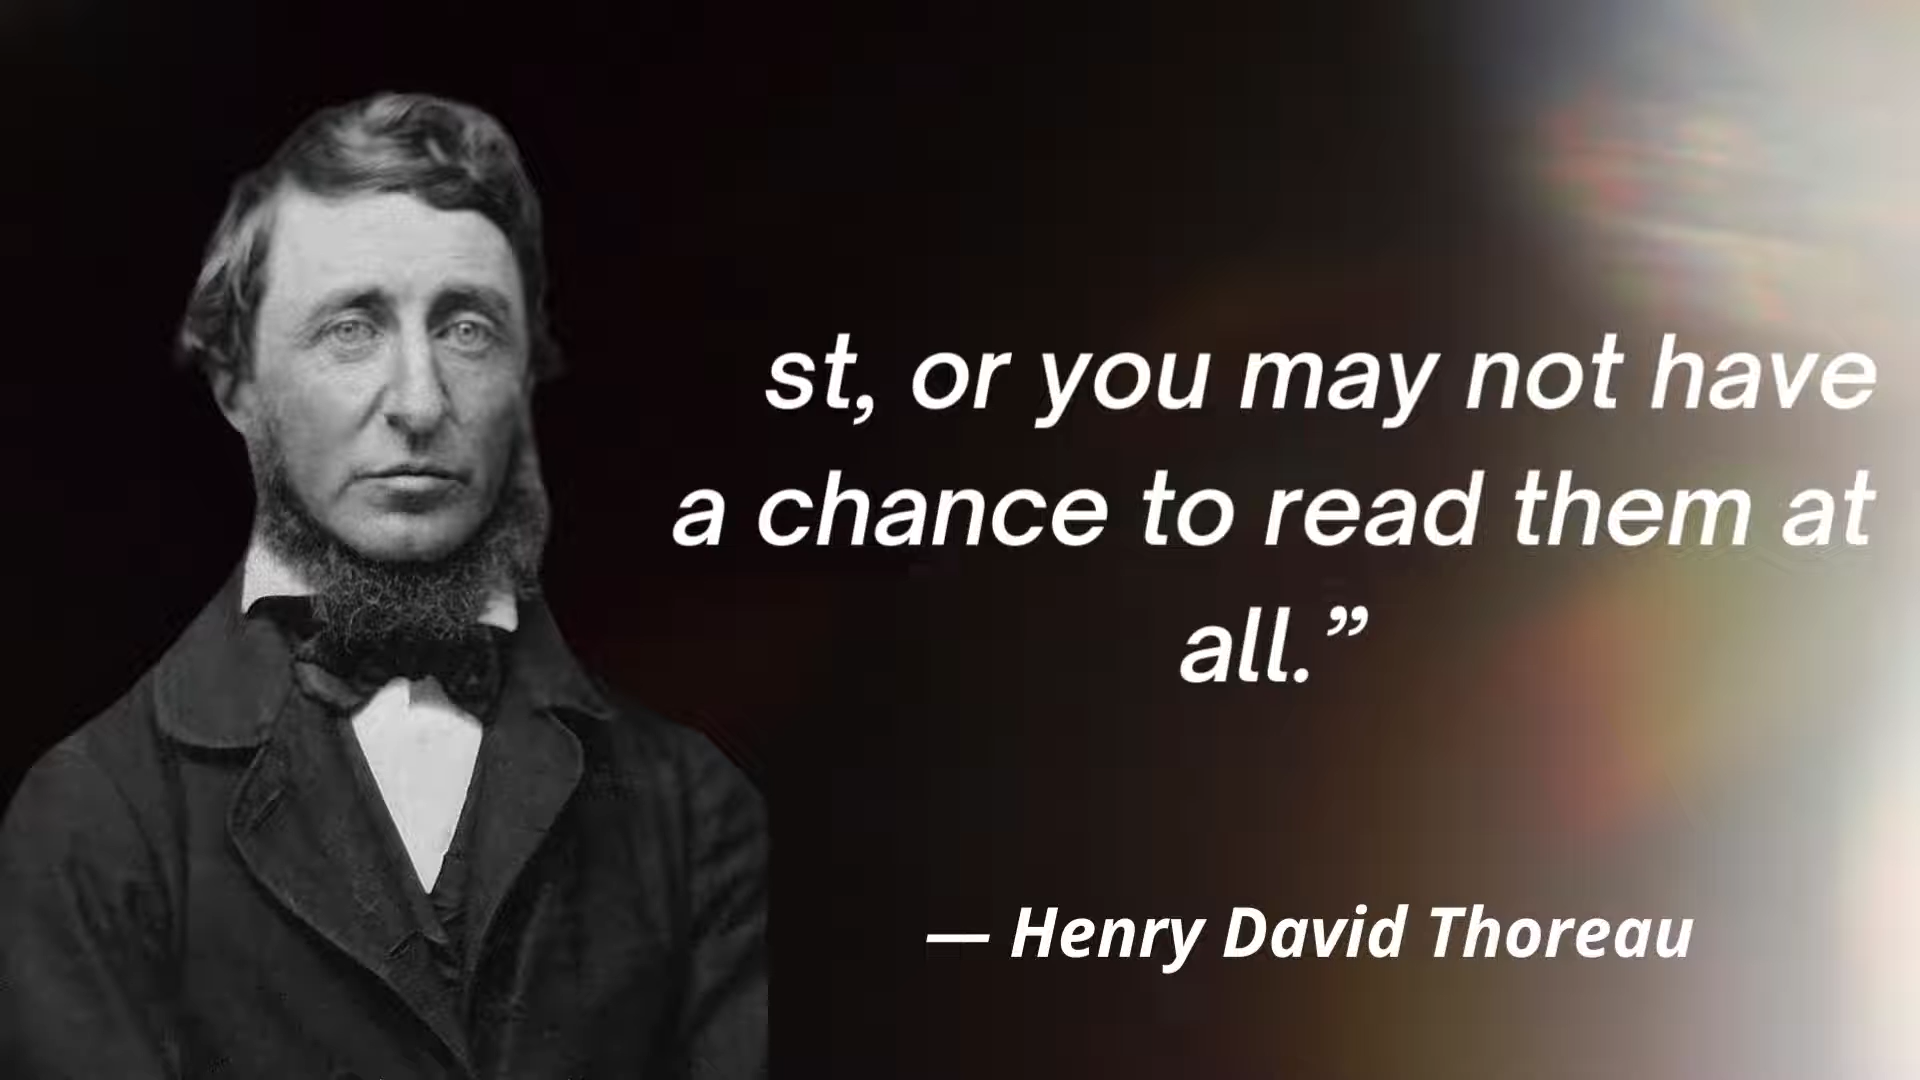 st, or you may not have
a chance to read them at
all.”
— Henry David Thoreau